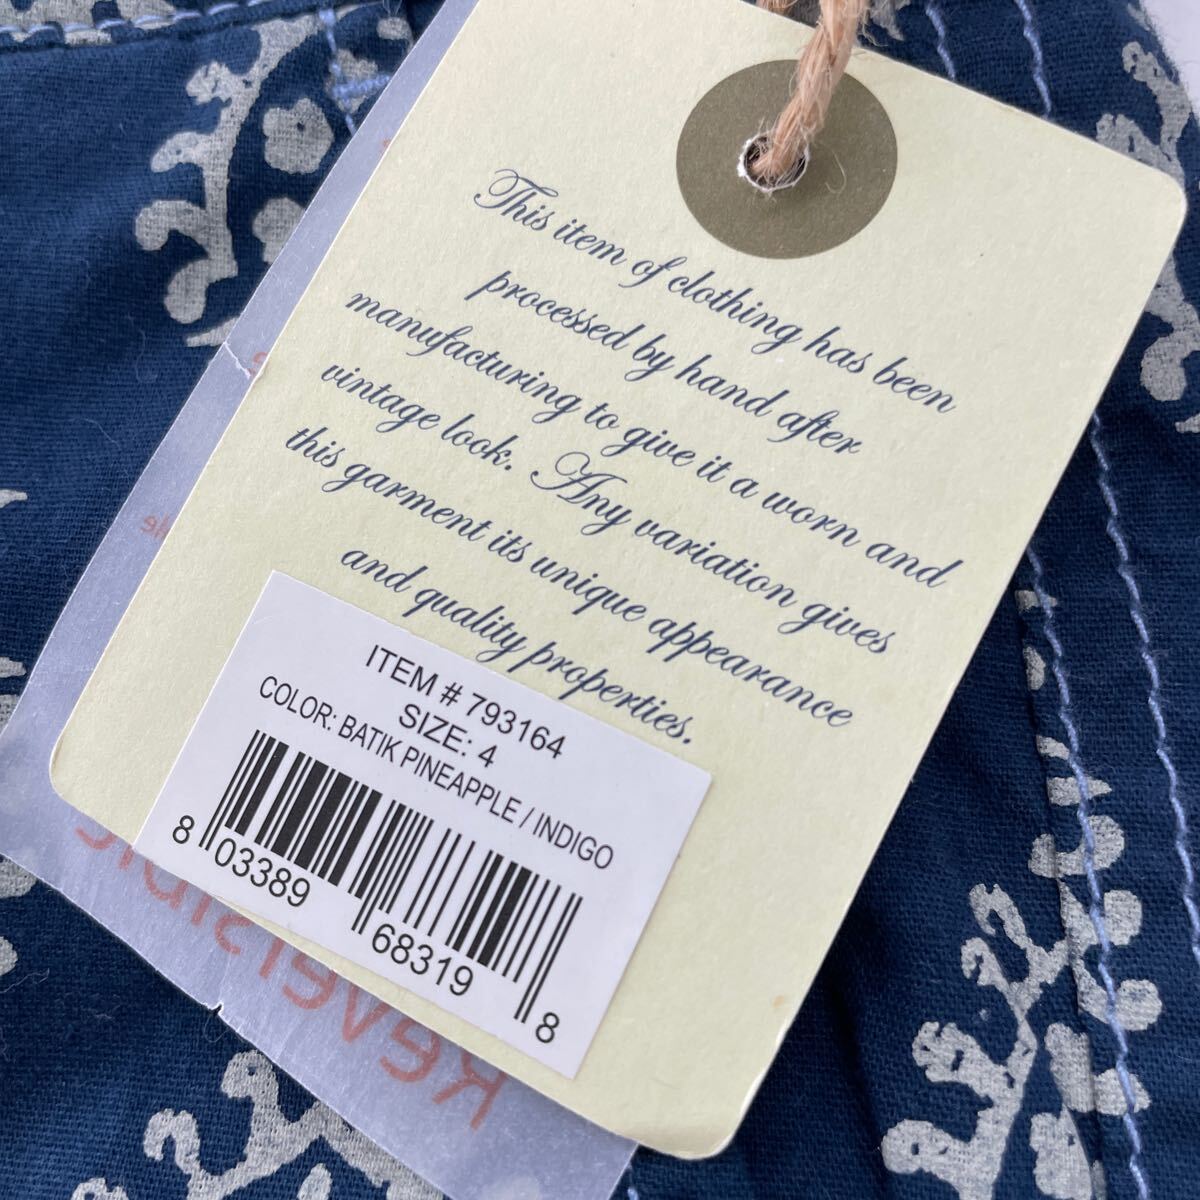 This item of clothing has been
processed by hand after
manufacturing to give it a worn and
vintage look. Any variation gives
this garment its unique appearance
and quality properties.
ITEM # 793164
SIZE: 4
COLOR: BATIK PINEAPPLE / INDIGO
8 03389 68319 8
Reversible